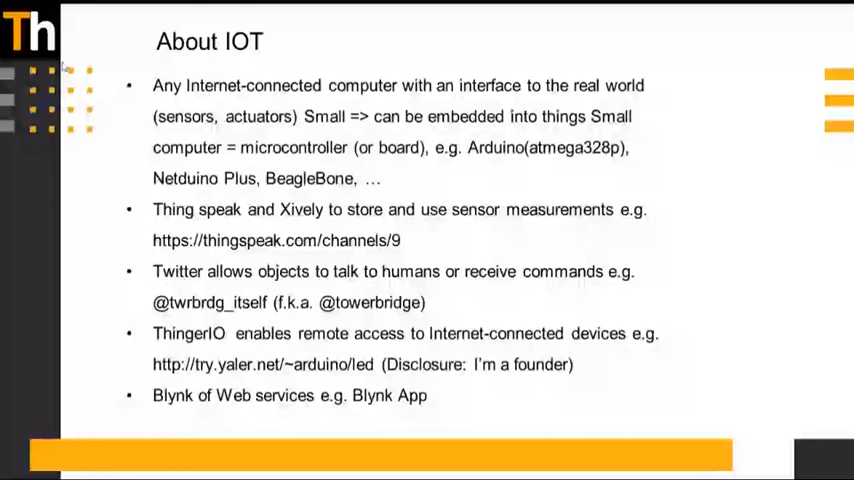 Th
About IOT
• Any Internet-connected computer with an interface to the real world
(sensors, actuators) Small => can be embedded into things Small
computer = microcontroller (or board), e.g. Arduino(atmega328p),
Netduino Plus, BeagleBone, …
• Thing speak and Xively to store and use sensor measurements e.g.
https://thingspeak.com/channels/9
• Twitter allows objects to talk to humans or receive commands e.g.
@twrbrdg_itself (f.k.a. @towerbridge)
• ThingerIO enables remote access to Internet-connected devices e.g.
http://try.yaler.net/~arduino/led (Disclosure: I'm a founder)
• Blynk of Web services e.g. Blynk App